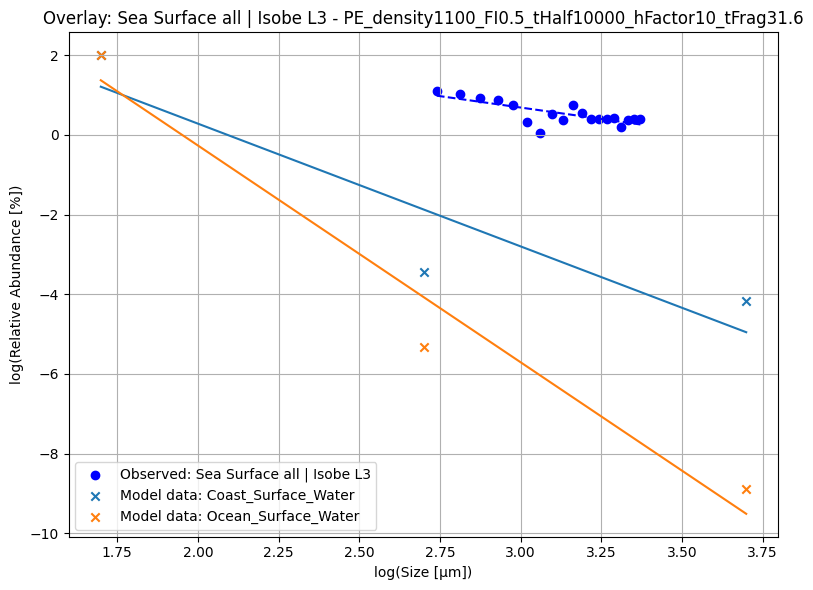 Overlay: Sea Surface all | Isobe L3 - PE_density1100_FI0.5_tHalf10000_hFactor10_tFrag31.6
2
0
−2
−4
−6
−8
−10
log(Relative Abundance [%])
Observed: Sea Surface all | Isobe L3
Model data: Coast_Surface_Water
Model data: Ocean_Surface_Water
1.75 2.00 2.25 2.50 2.75 3.00 3.25 3.50 3.75
log(Size [µm])